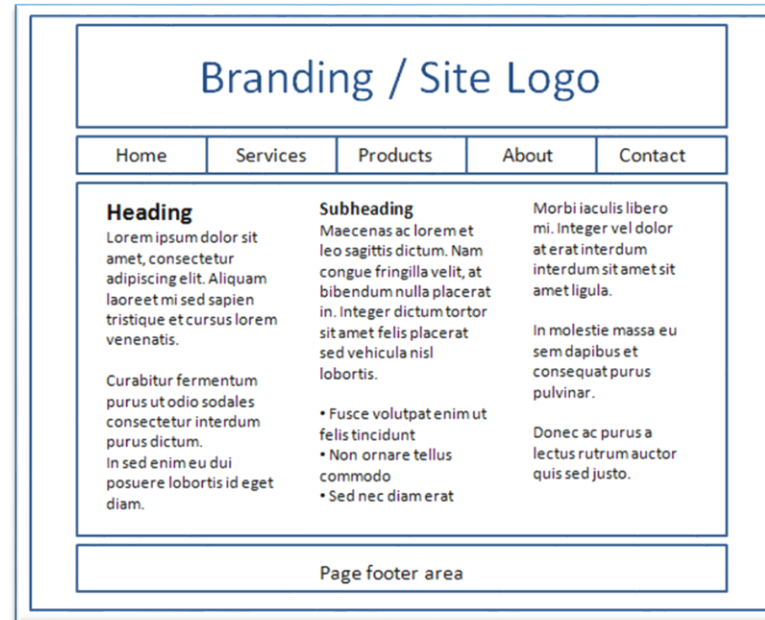 Branding / Site Logo
Home Services Products About Contact
Heading
Lorem ipsum dolor sit
amet, consectetur
adipiscing elit. Aliquam
laoreet mi sed sapien
tristique et cursus lorem
venenatis.
Curabitur fermentum
purus ut odio sodales
consectetur interdum
purus dictum.
In sed enim eu dui
posuere lobortis id eget
diam.
Subheading
Maecenas ac lorem et
leo sagittis dictum. Nam
congue fringilla velit, at
bibendum nulla placerat
in. Integer dictum tortor
sit amet felis placerat
sed vehicula nisl
lobortis.
• Fusce volutpat enim ut
felis tincidunt
• Non ornare tellus
commodo
• Sed nec diam erat
Morbi iaculis libero
mi. Integer vel dolor
at erat interdum
interdum sit amet sit
amet ligula.
In molestie massa eu
sem dapibus et
consequat purus
pulvinar.
Donec ac purus a
lectus rutrum auctor
quis sed justo.
Page footer area